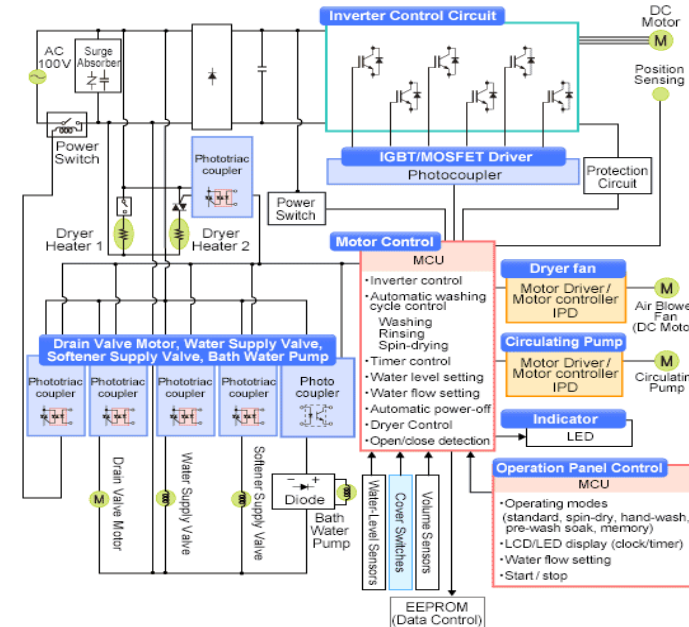 Inverter Control Circuit
DC
Motor
M
AC
100V
Surge
Absorber
Position
Sensing
Power
Switch
Phototriac
coupler
IGBT/MOSFET Driver
Photocoupler
Protection
Circuit
Power
Switch
Dryer
Heater 1
Dryer
Heater 2
Motor Control
MCU
・Inverter control
・Automatic washing
cycle control
Washing
Rinsing
Spin-drying
・Timer control
・Water level setting
・Water flow setting
・Automatic power-off
・Dryer Control
・Open/close detection
Dryer fan
Motor Driver /
Motor controller
IPD
M
Air Blowe
Fan
(DC Moto
Circulating Pump
Motor Driver /
Motor controller
IPD
M
Circulatin
Pump
Indicator
LED
Drain Valve Motor, Water Supply Valve,
Softener Supply Valve, Bath Water Pump
Phototriac
coupler
Phototriac
coupler
Phototriac
coupler
Phototriac
coupler
Photo
coupler
M
Drain Valve
Motor
Water Supply
Valve
Softener Supply
Valve
Diode
Bath
Water
Pump
Water-Level Sensors
Cover Switches
Volume Sensors
Operation Panel Control
MCU
・Operating modes
(standard, spin-dry, hand-wash,
pre-wash soak, memory)
・LCD/LED display (clock/timer)
・Water flow setting
・Start / stop
EEPROM
(Data Control)